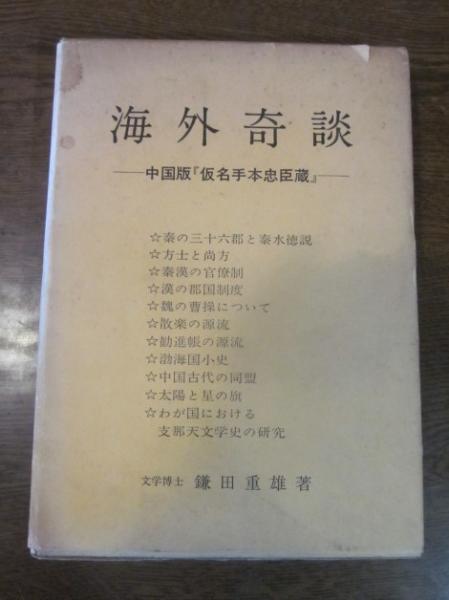 海外奇談
──中国版『仮名手本忠臣蔵』──
☆秦の三十六郡と秦水徳説
☆方士と尚方
☆秦漢の官僚制
☆漢の郡国制度
☆魏の曹操について
☆散楽の源流
☆勧進帳の源流
☆渤海国小史
☆中国古代の同盟
☆太陽と星の旗
☆わが国における
支那天文学史の研究
文学博士 鎌田重雄著